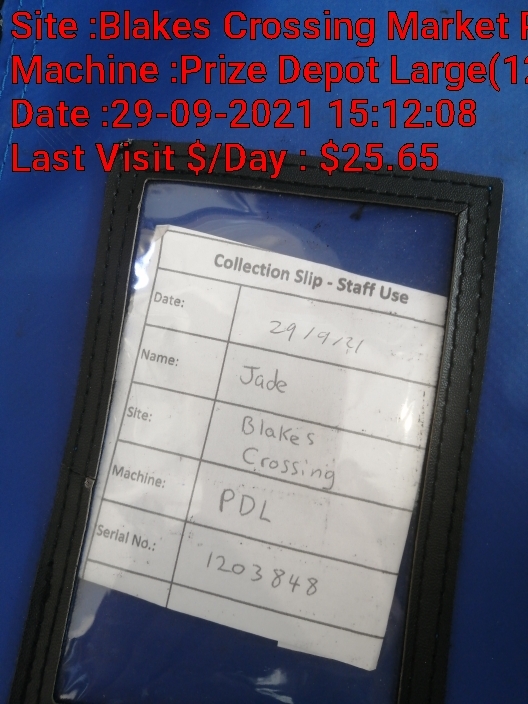 Site :Blakes Crossing Market
Machine :Prize Depot Large(12
Date :29-09-2021 15:12:08
Last Visit $/Day : $25.65
Collection Slip - Staff Use
Date: 29/9/21
Name: Jade
Site: Blakes
Crossing
Machine: PDL
Serial No.: 1203848